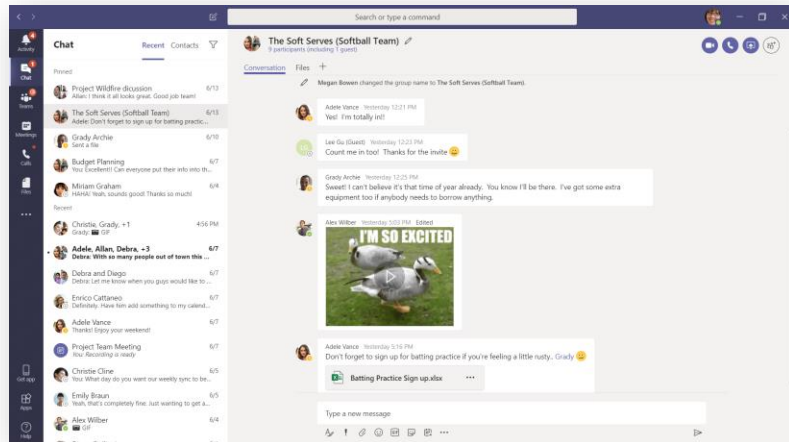 Search or type a command
Activity
Chat
Teams
Meetings
Calls
Files
Get app
Apps
Help
Chat
Recent
Contacts
Pinned
Project Wildfire dicussion 6/13
Allan: I think it all looks great. Good job team!
The Soft Serves (Softball Team) 6/13
Adele: Don't forget to sign up for batting practic...
Grady Archie 6/10
Sent a file
Budget Planning 6/7
You: Excellent! Can everyone put their info into th...
Miriam Graham 6/4
HAHA! Yeah, sounds good! Thanks so much!
Recent
Christie, Grady, +1 4:56 PM
Grady: GIF
Adele, Allan, Debra, +3 6/7
Debra: With so many people out of town this ...
Debra and Diego 6/7
Debra: Let me know when you guys would like to...
Enrico Cattaneo 6/7
Definitely. Have him add something to my calend...
Adele Vance 6/7
Thanks! Enjoy your weekend!
Project Team Meeting 6/7
You: Recording is ready
Christie Cline 6/5
You: What day do you want our weekly sync to be...
Emily Braun 6/5
Yeah, that's completely fine. Just wanting to get a...
Alex Wilber 6/4
GIF
The Soft Serves (Softball Team)
9 participants (including 1 guest)
Conversation Files
Megan Bowen changed the group name to The Soft Serves (Softball Team).
Adele Vance Yesterday 12:21 PM
Yes! I'm totally in!!
Lee Gu (Guest) Yesterday 12:23 PM
Count me in too! Thanks for the invite
Grady Archie Yesterday 12:25 PM
Sweet! I can't believe it's that time of year already. You know I'll be there. I've got some extra
equipment too if anybody needs to borrow anything.
Alex Wilber Yesterday 5:03 PM Edited
I'M SO EXCITED
Adele Vance Yesterday 5:16 PM
Don't forget to sign up for batting practice if you're feeling a little rusty.. Grady
Batting Practice Sign up.xlsx
Type a new message